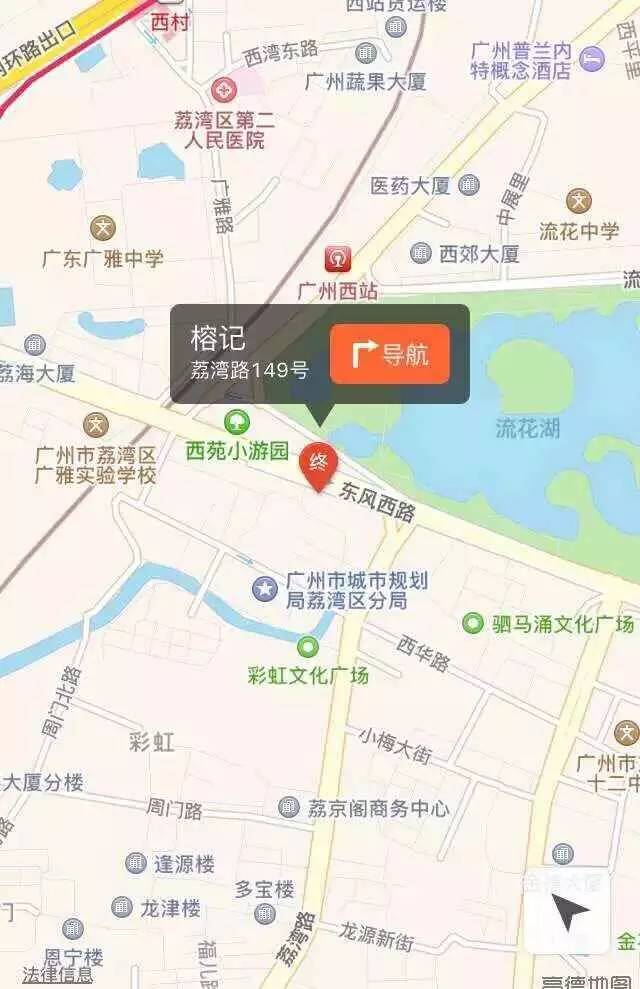 西站货运楼
西村
内环路出口
西湾东路
广州普兰内
特概念酒店
广州蔬果大厦
西华里
荔湾区第二
人民医院
医药大厦
广雅路
中展里
流花中学
广东广雅中学
西郊大厦
广州西站
流
榕记
荔湾路149号
导航
荔海大厦
流花湖
广州市荔湾区
广雅实验学校
西苑小游园
终
东风西路
广州市城市规划
局荔湾区分局
驷马涌文化广场
西华路
彩虹文化广场
周门北路
彩虹
小梅大街
广州市
十二中
大厦分楼
周门路
荔京阁商务中心
逢源楼
多宝楼
龙津楼
门
荔湾路
龙源新街
恩宁楼
福儿路
金
法律信息
高德地图